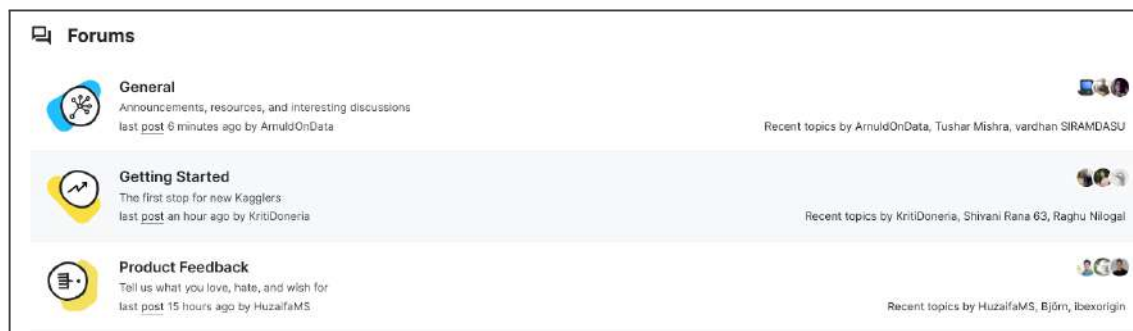 Forums
General
Announcements, resources, and interesting discussions
last post 6 minutes ago by ArnuldOnData
Recent topics by ArnuldOnData, Tushar Mishra, vardhan SIRAMDASU
Getting Started
The first stop for new Kagglers
last post an hour ago by KritiDoneria
Recent topics by KritiDoneria, Shivani Rana 63, Raghu Nilogal
Product Feedback
Tell us what you love, hate, and wish for
last post 15 hours ago by HuzaifaMS
Recent topics by HuzaifaMS, Björn, ibexorigin